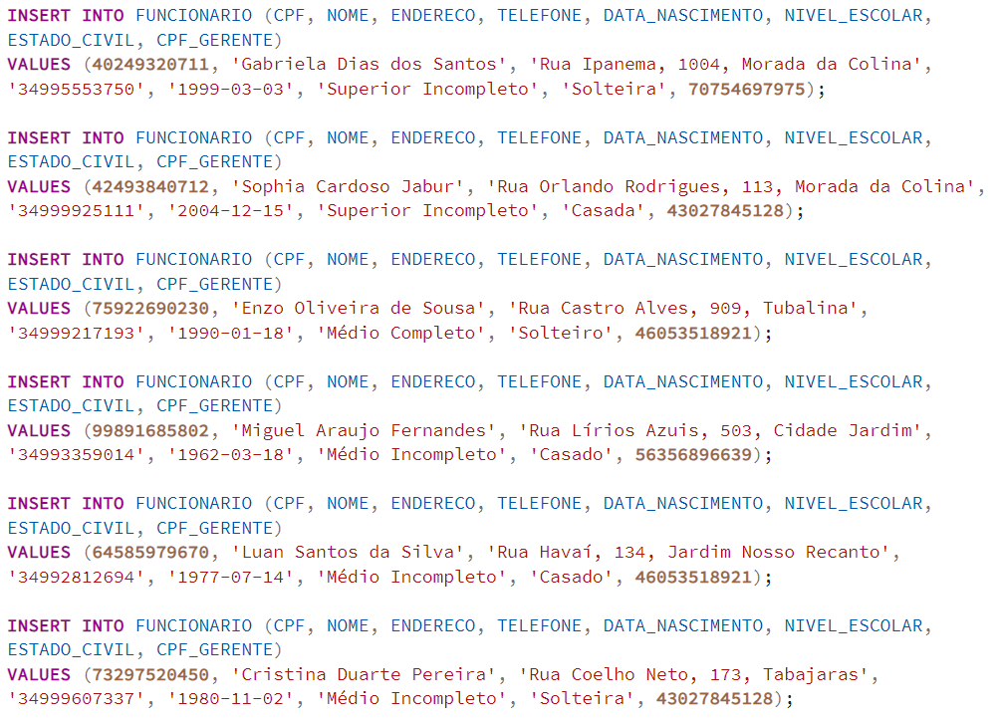 INSERT INTO FUNCIONARIO (CPF, NOME, ENDERECO, TELEFONE, DATA_NASCIMENTO, NIVEL_ESCOLAR,
ESTADO_CIVIL, CPF_GERENTE)
VALUES (40249320711, 'Gabriela Dias dos Santos', 'Rua Ipanema, 1004, Morada da Colina',
'34995553750', '1999-03-03', 'Superior Incompleto', 'Solteira', 70754697975);

INSERT INTO FUNCIONARIO (CPF, NOME, ENDERECO, TELEFONE, DATA_NASCIMENTO, NIVEL_ESCOLAR,
ESTADO_CIVIL, CPF_GERENTE)
VALUES (42493840712, 'Sophia Cardoso Jabur', 'Rua Orlando Rodrigues, 113, Morada da Colina',
'34999925111', '2004-12-15', 'Superior Incompleto', 'Casada', 43027845128);

INSERT INTO FUNCIONARIO (CPF, NOME, ENDERECO, TELEFONE, DATA_NASCIMENTO, NIVEL_ESCOLAR,
ESTADO_CIVIL, CPF_GERENTE)
VALUES (75922690230, 'Enzo Oliveira de Sousa', 'Rua Castro Alves, 909, Tubalina',
'34999217193', '1990-01-18', 'Médio Completo', 'Solteiro', 46053518921);

INSERT INTO FUNCIONARIO (CPF, NOME, ENDERECO, TELEFONE, DATA_NASCIMENTO, NIVEL_ESCOLAR,
ESTADO_CIVIL, CPF_GERENTE)
VALUES (99891685802, 'Miguel Araujo Fernandes', 'Rua Lírios Azuis, 503, Cidade Jardim',
'34993359014', '1962-03-18', 'Médio Incompleto', 'Casado', 56356896639);

INSERT INTO FUNCIONARIO (CPF, NOME, ENDERECO, TELEFONE, DATA_NASCIMENTO, NIVEL_ESCOLAR,
ESTADO_CIVIL, CPF_GERENTE)
VALUES (64585979670, 'Luan Santos da Silva', 'Rua Havaí, 134, Jardim Nosso Recanto',
'34992812694', '1977-07-14', 'Médio Incompleto', 'Casado', 46053518921);

INSERT INTO FUNCIONARIO (CPF, NOME, ENDERECO, TELEFONE, DATA_NASCIMENTO, NIVEL_ESCOLAR,
ESTADO_CIVIL, CPF_GERENTE)
VALUES (73297520450, 'Cristina Duarte Pereira', 'Rua Coelho Neto, 173, Tabajaras',
'34999607337', '1980-11-02', 'Médio Incompleto', 'Solteira', 43027845128);